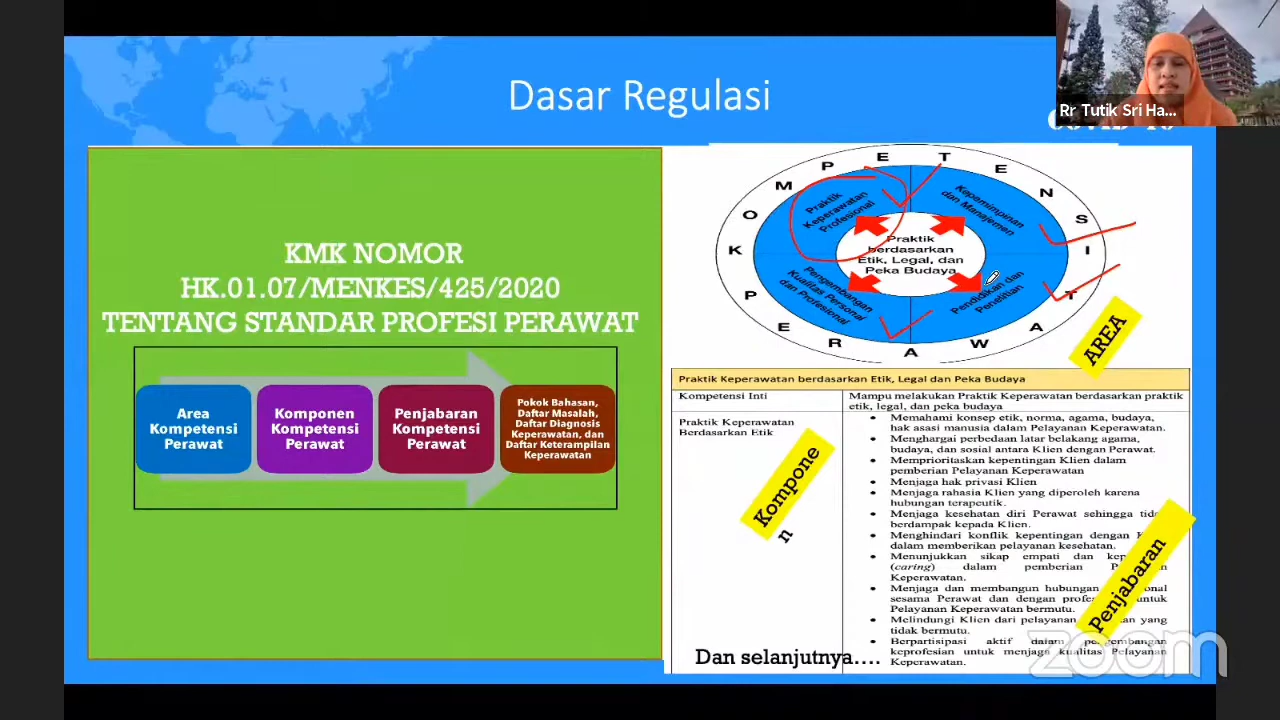 Dasar Regulasi
Rr Tutik Sri Ha...
KMK NOMOR
HK.01.07/MENKES/425/2020
TENTANG STANDAR PROFESI PERAWAT
Area
Kompetensi
Perawat
Komponen
Kompetensi
Perawat
Penjabaran
Kompetensi
Perawat
Pokok Bahasan,
Daftar Masalah,
Daftar Diagnosis
Keperawatan, dan
Daftar Keterampilan
Keperawatan
KOMPETENSI
PERAWAT
Praktik
Keperawatan
Profesional
Kepemimpinan
dan Manajemen
Praktik
berdasarkan
Etik, Legal, dan
Peka Budaya
Pengembangan
Kualitas Personal
dan Profesional
Pendidikan dan
Penelitian
AREA
Praktik Keperawatan berdasarkan Etik, Legal dan Peka Budaya
Kompetensi Inti
Mampu melakukan Praktik Keperawatan berdasarkan praktik
etik, legal, dan peka budaya
Praktik Keperawatan
Berdasarkan Etik
• Memahami konsep etik, norma, agama, budaya,
hak asasi manusia dalam Pelayanan Keperawatan.
• Menghargai perbedaan latar belakang agama,
budaya, dan sosial antara Klien dengan Perawat.
• Memprioritaskan kepentingan Klien dalam
pemberian Pelayanan Keperawatan
• Menjaga hak privasi Klien
• Menjaga rahasia Klien yang diperoleh karena
hubungan terapeutik.
• Menjaga kesehatan diri Perawat sehingga
berdampak kepada Klien.
• Menghindari konflik kepentingan dengan
dalam memberikan pelayanan kesehatan.
• Menunjukkan sikap empati dan
(caring) dalam pemberian
Keperawatan.
• Menjaga dan membangun hubungan
sesama Perawat dan dengan
Pelayanan Keperawatan bermutu.
• Melindungi Klien dari pelayanan yang
tidak bermutu.
• Berpartisipasi aktif dalam
keprofesian untuk menjaga kualitas Pelayanan
Keperawatan.
Kompone
n
Penjabaran
Dan selanjutnya....
zoom